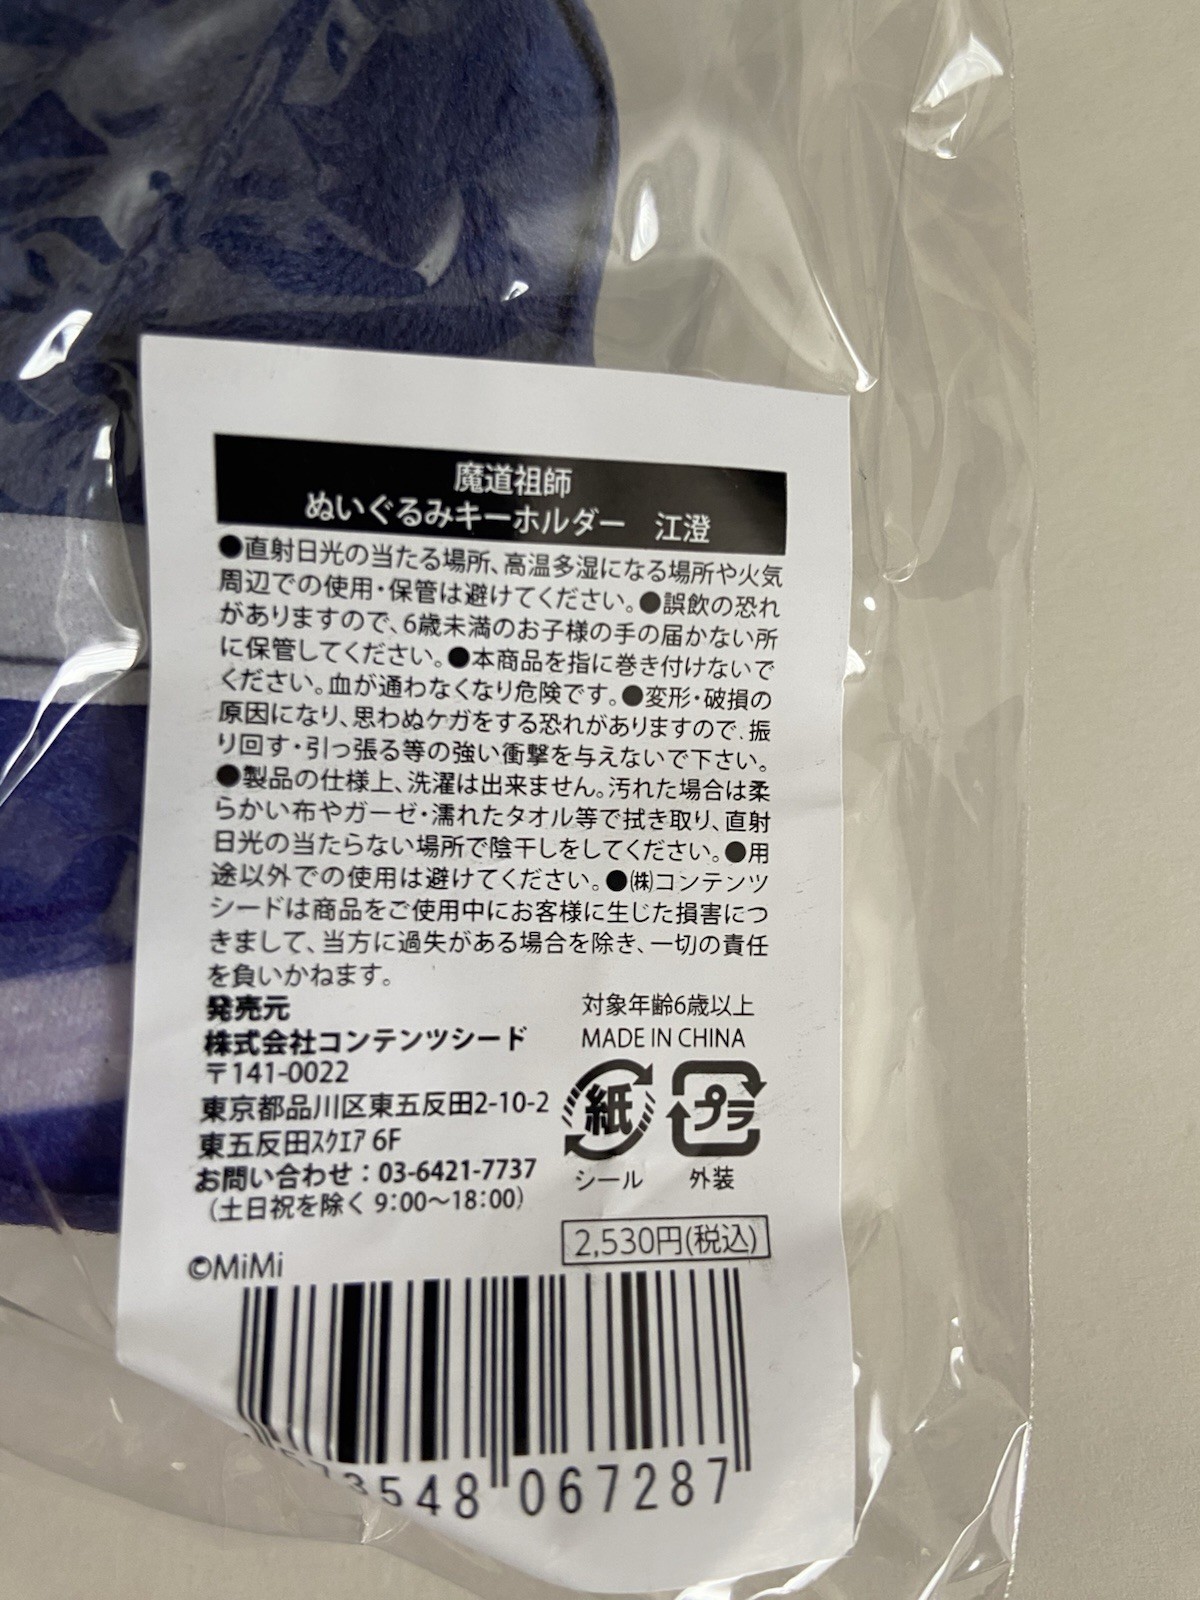 魔道祖師
ぬいぐるみキーホルダー　江澄
●直射日光の当たる場所、高温多湿になる場所や火気
周辺での使用・保管は避けてください。●誤飲の恐れ
がありますので、6歳未満のお子様の手の届かない所
に保管してください。●本商品を指に巻き付けないで
ください。血が通わなくなり危険です。●変形・破損の
原因になり、思わぬケガをする恐れがありますので、振
り回す・引っ張る等の強い衝撃を与えないで下さい。
●製品の仕様上、洗濯は出来ません。汚れた場合は柔
らかい布やガーゼ・濡れたタオル等で拭き取り、直射
日光の当たらない場所で陰干しをしてください。●用
途以外での使用は避けてください。●㈱コンテンツ
シードは商品をご使用中にお客様に生じた損害につ
きまして、当方に過失がある場合を除き、一切の責任
を負いかねます。
発売元
株式会社コンテンツシード
〒141-0022
東京都品川区東五反田2-10-2
東五反田ｽｸｴｱ 6F
お問い合わせ：03-6421-7737
（土日祝を除く 9：00〜18：00）
対象年齢6歳以上
MADE IN CHINA
紙 プラ
シール 外装
2,530円(税込)
©MiMi
573548 067287